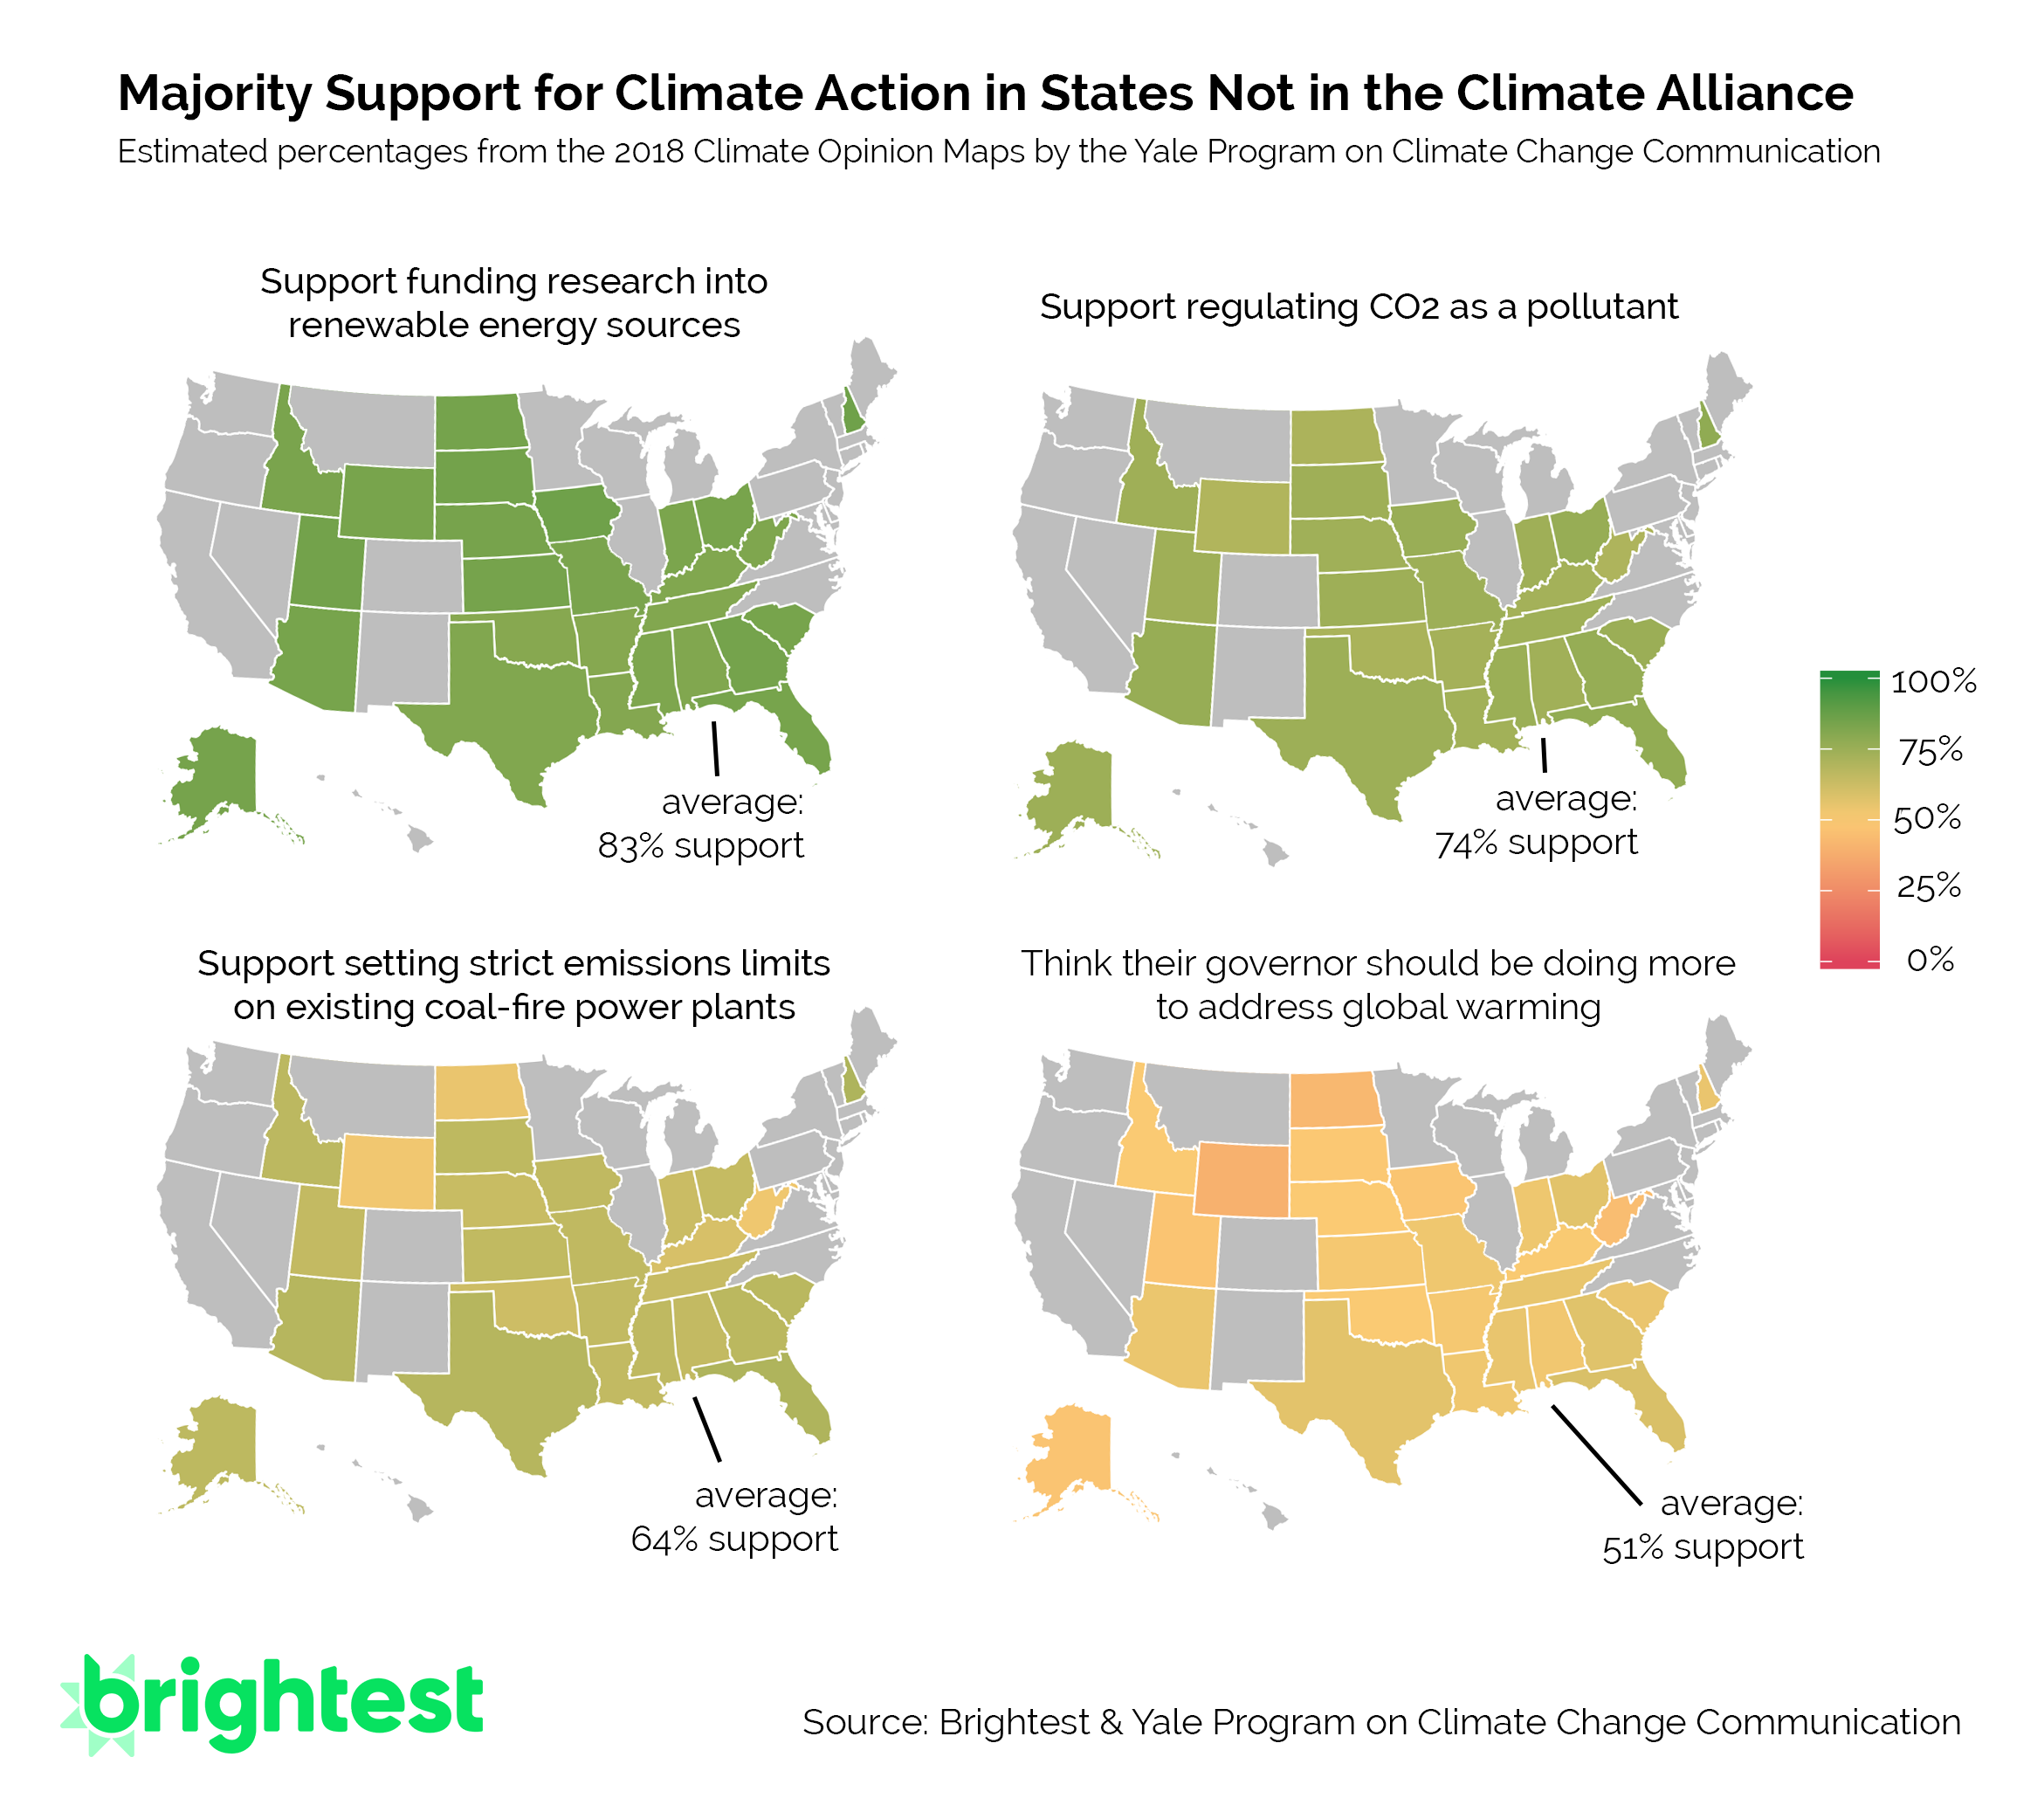 Majority Support for Climate Action in States Not in the Climate Alliance
Estimated percentages from the 2018 Climate Opinion Maps by the Yale Program on Climate Change Communication
Support funding research into
renewable energy sources
average:
83% support
Support regulating CO2 as a pollutant
average:
74% support
100%
75%
50%
25%
0%
Support setting strict emissions limits
on existing coal-fire power plants
average:
64% support
Think their governor should be doing more
to address global warming
average:
51% support
brightest
Source: Brightest & Yale Program on Climate Change Communication